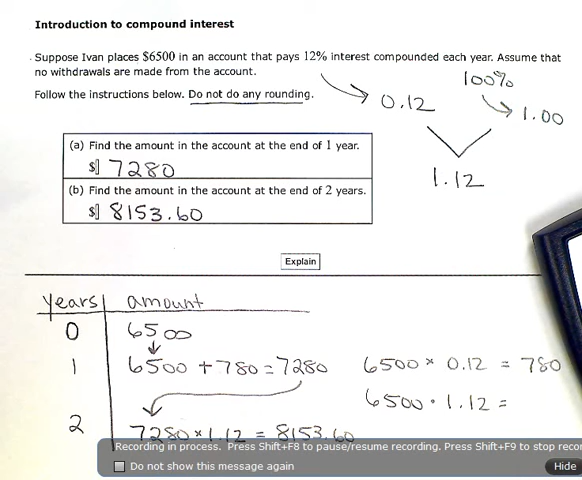 Introduction to compound interest
Suppose Ivan places $6500 in an account that pays 12% interest compounded each year. Assume that
no withdrawals are made from the account.
100%
Follow the instructions below. Do not do any rounding.
0.12
1.00
1.12
(a) Find the amount in the account at the end of 1 year.
$ 7280
(b) Find the amount in the account at the end of 2 years.
$ 8153.60
Explain
years amount
0 6500
1 6500 + 780 = 7280 6500 × 0.12 = 780
6500 · 1.12 =
2 7280 × 1.12 = 8153.60
Recording in process. Press Shift+F8 to pause/resume recording. Press Shift+F9 to stop recor
Do not show this message again
Hide